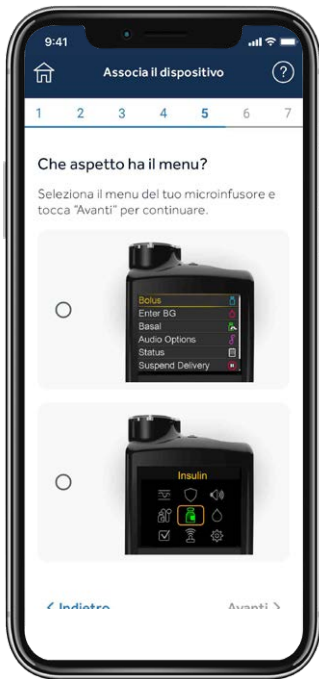 9:41
Associa il dispositivo
?
1 2 3 4 5 6 7
Che aspetto ha il menu?
Seleziona il menu del tuo microinfusore e
tocca "Avanti" per continuare.
Bolus
Enter BG
Basal
Audio Options
Status
Suspend Delivery
Insulin
< Indietro Avanti >